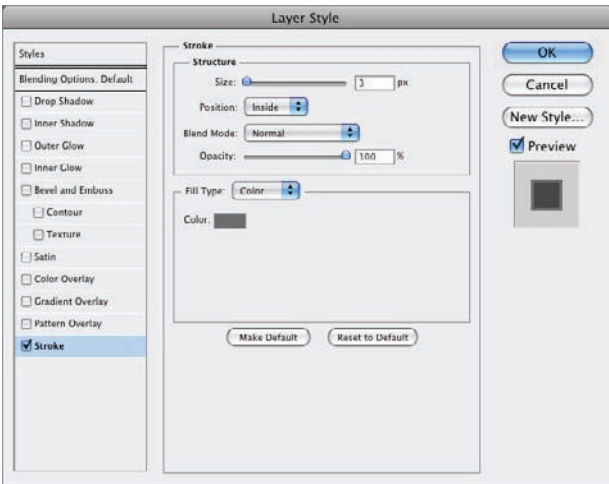 Layer Style
Styles
Blending Options: Default
Drop Shadow
Inner Shadow
Outer Glow
Inner Glow
Bevel and Emboss
Contour
Texture
Satin
Color Overlay
Gradient Overlay
Pattern Overlay
Stroke
Stroke
Structure
Size: 3 px
Position: Inside
Blend Mode: Normal
Opacity: 100 %
Fill Type: Color
Color:
Make Default Reset to Default
OK
Cancel
New Style...
Preview